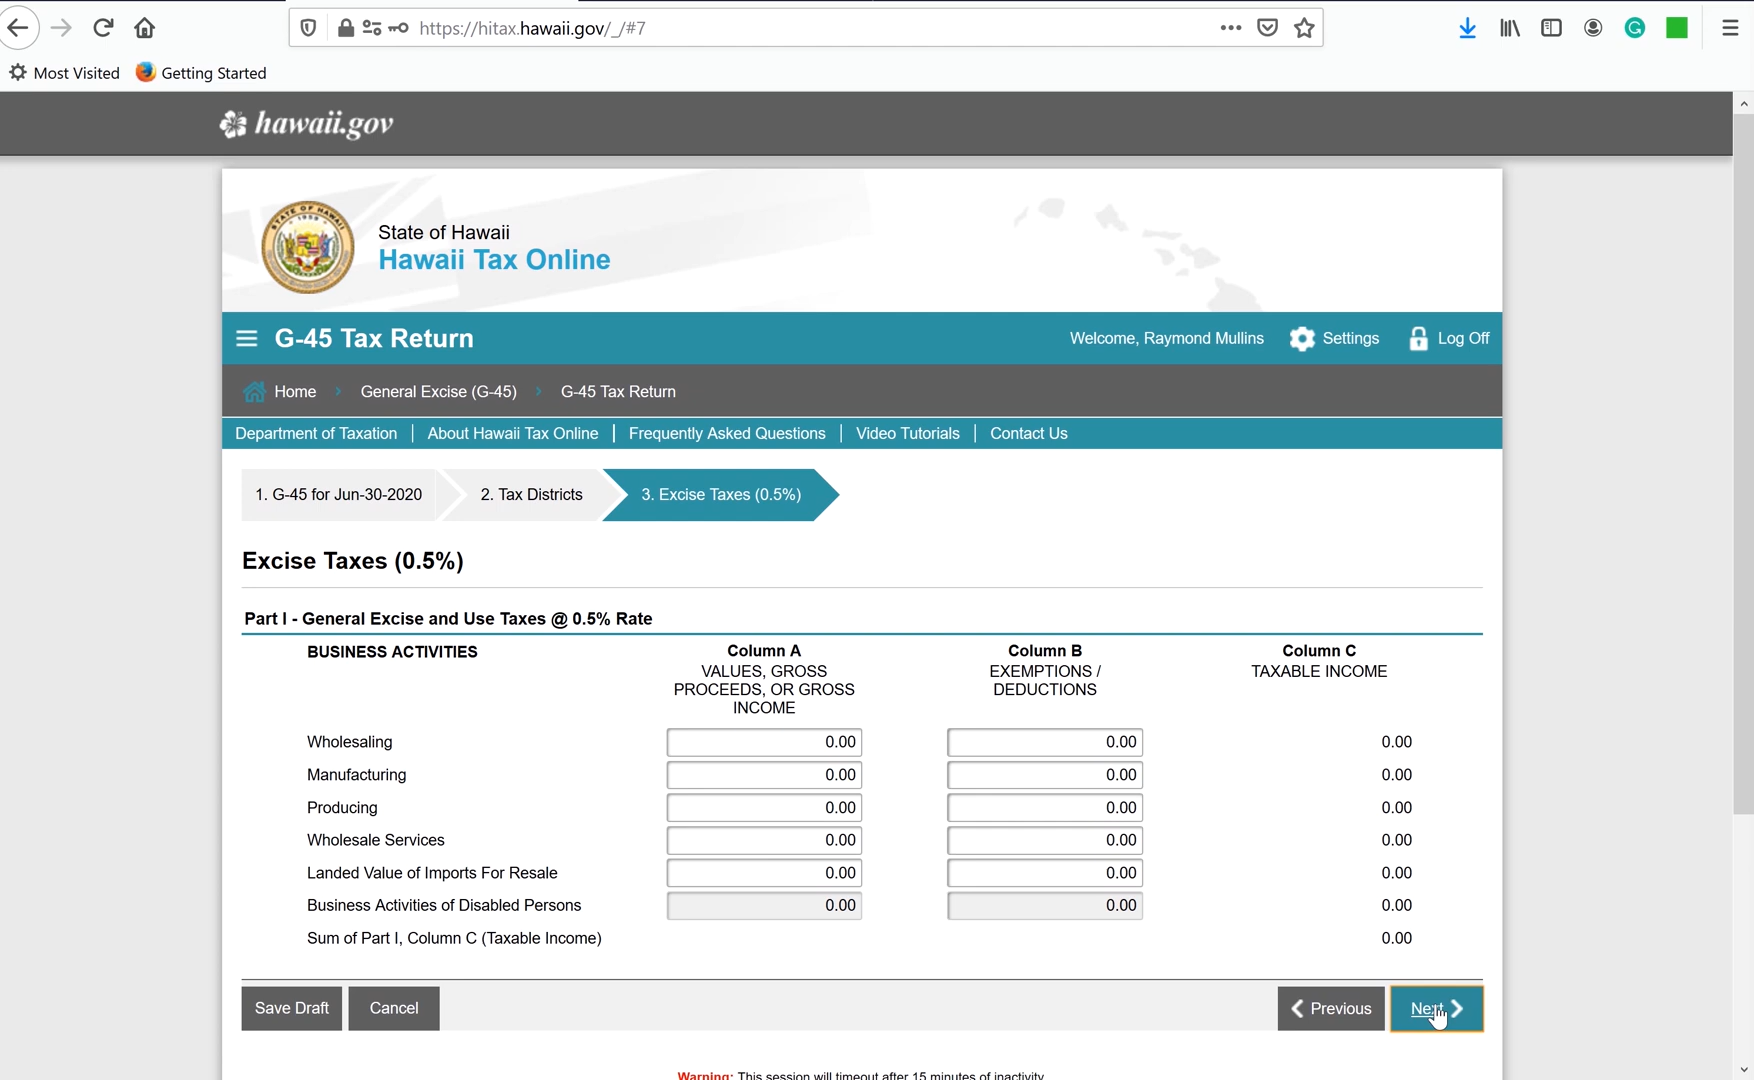 https://hitax.hawaii.gov/_/#7
Most Visited Getting Started
hawaii.gov
State of Hawaii
Hawaii Tax Online
G-45 Tax Return Welcome, Raymond Mullins Settings Log Off
Home General Excise (G-45) G-45 Tax Return
Department of Taxation About Hawaii Tax Online Frequently Asked Questions Video Tutorials Contact Us
1. G-45 for Jun-30-2020 2. Tax Districts 3. Excise Taxes (0.5%)
Excise Taxes (0.5%)
Part I - General Excise and Use Taxes @ 0.5% Rate
BUSINESS ACTIVITIES Column A Column B Column C
VALUES, GROSS EXEMPTIONS / TAXABLE INCOME
PROCEEDS, OR GROSS DEDUCTIONS
INCOME
Wholesaling 0.00 0.00 0.00
Manufacturing 0.00 0.00 0.00
Producing 0.00 0.00 0.00
Wholesale Services 0.00 0.00 0.00
Landed Value of Imports For Resale 0.00 0.00 0.00
Business Activities of Disabled Persons 0.00 0.00 0.00
Sum of Part I, Column C (Taxable Income) 0.00
Save Draft Cancel Previous Next
Warning: This session will timeout after 15 minutes of inactivity